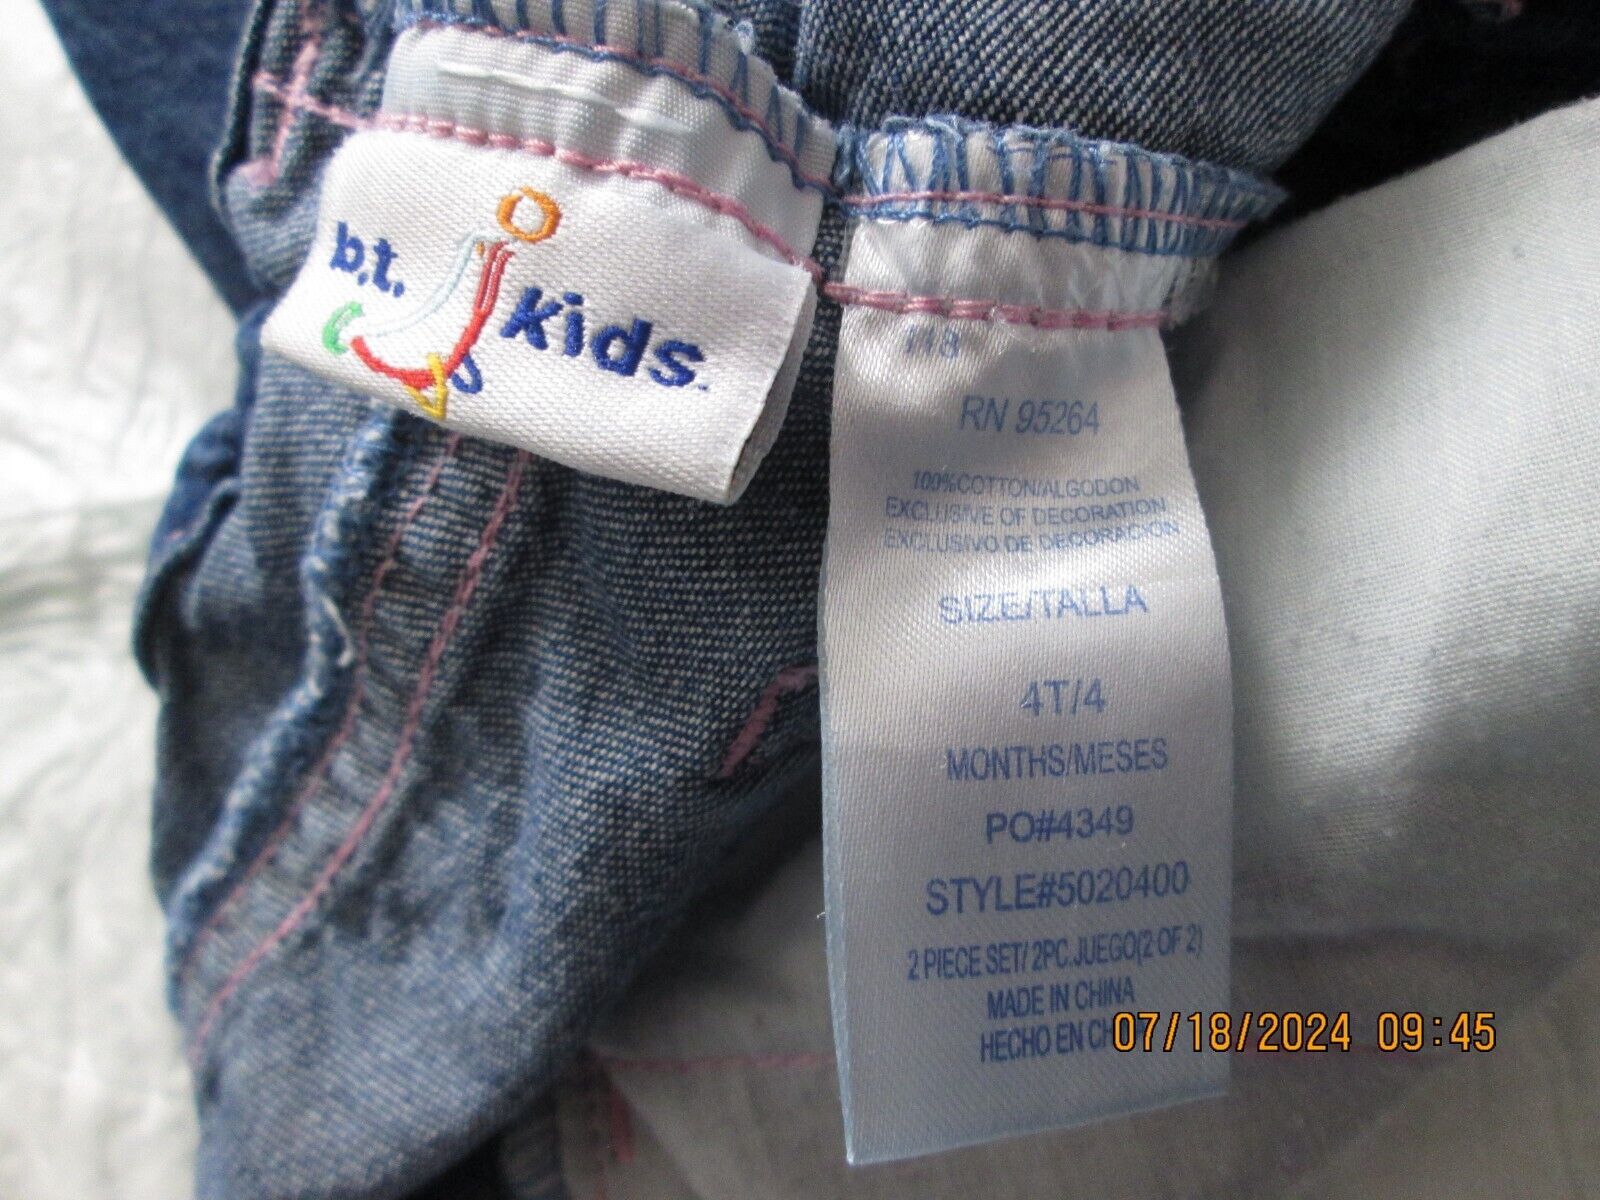 b.t. kids
RN 95264
100%COTTON/ALGODON
EXCLUSIVE OF DECORATION
EXCLUSIVO DE DECORACION
SIZE/TALLA
4T/4
MONTHS/MESES
PO#4349
STYLE#5020400
2 PIECE SET/ 2PC.JUEGO(2 OF 2)
MADE IN CHINA
HECHO EN
07/18/2024 09:45